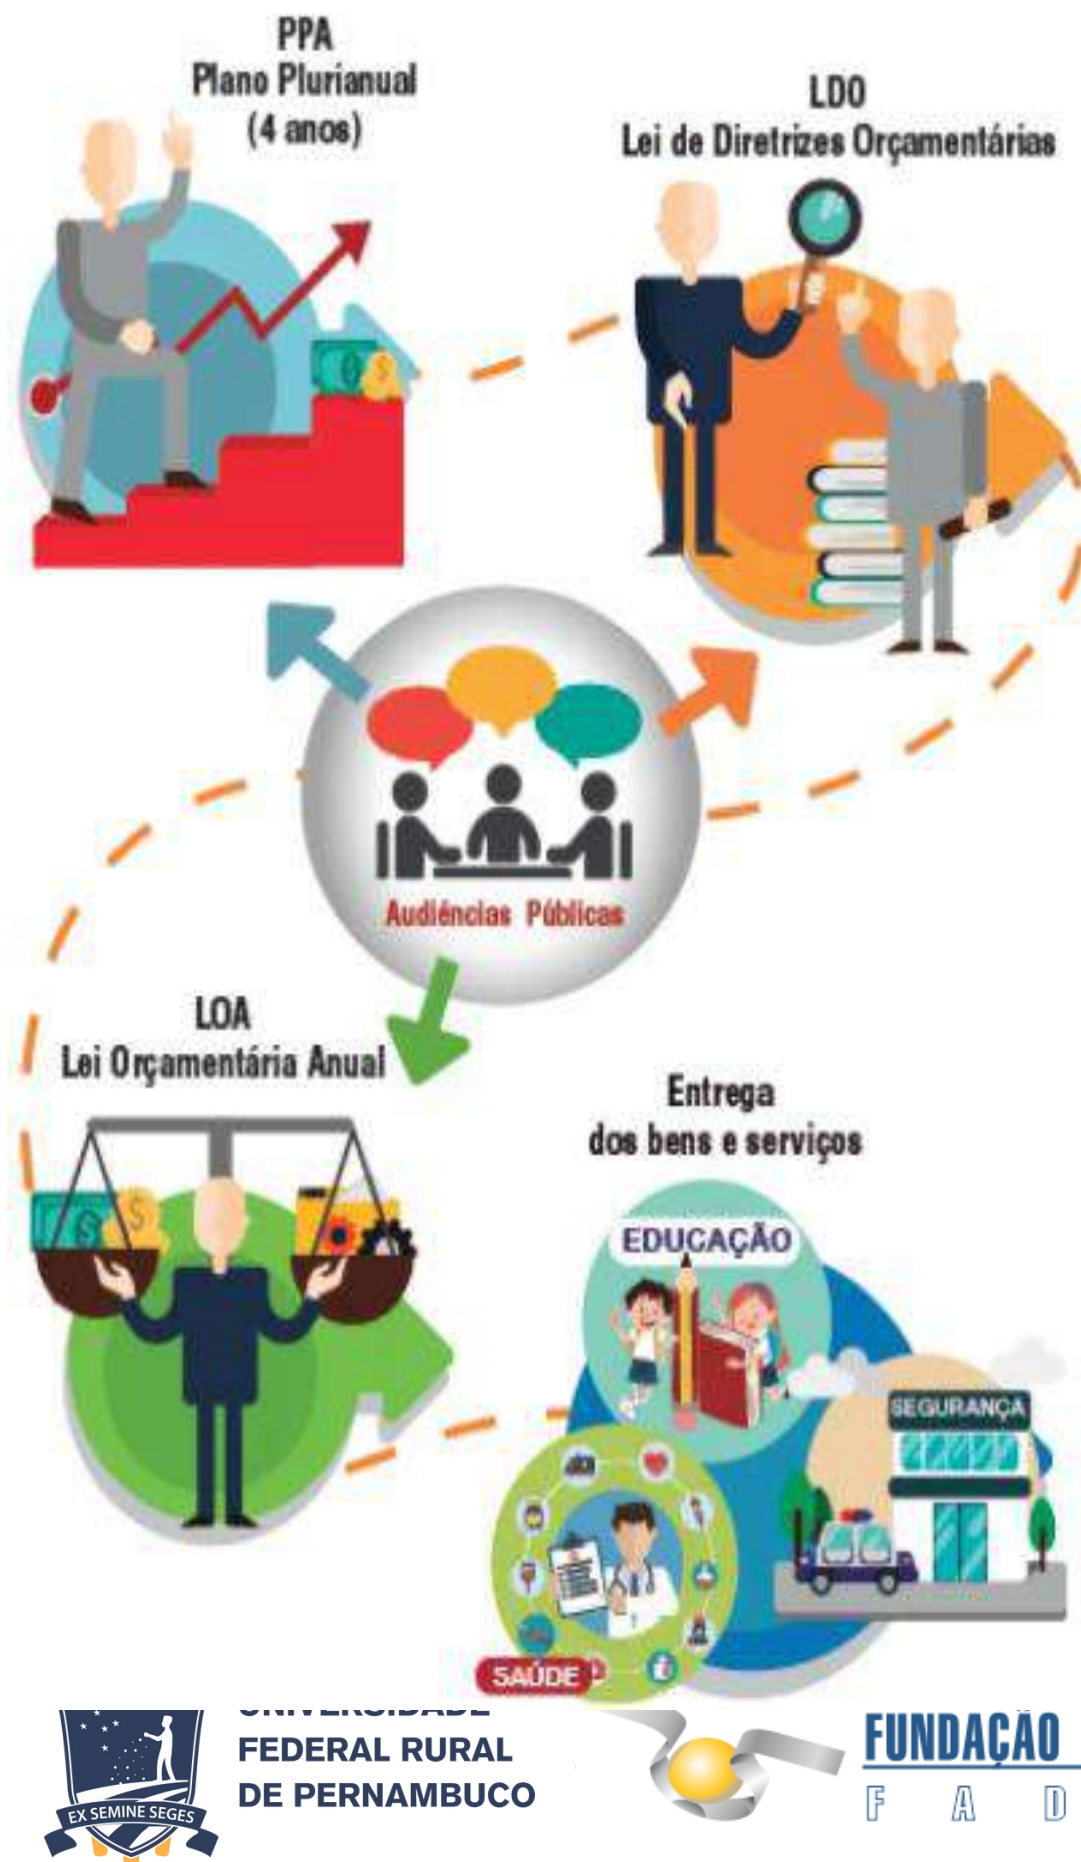 PPA
Plano Plurianual
(4 anos)
LDO
Lei de Diretrizes Orçamentárias
Audiências Públicas
LOA
Lei Orçamentária Anual
Entrega
dos bens e serviços
EDUCAÇÃO
SEGURANÇA
SAÚDE
UNIVERSIDADE
FEDERAL RURAL
DE PERNAMBUCO
EX SEMINE SEGES
FUNDAÇÃO
F A D